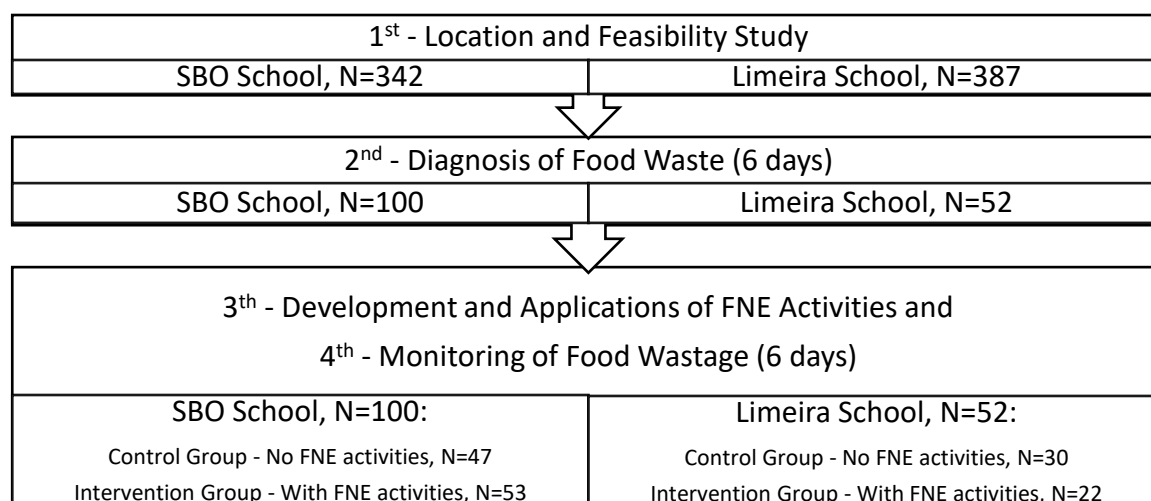 1st - Location and Feasibility Study
SBO School, N=342
Limeira School, N=387
2nd - Diagnosis of Food Waste (6 days)
SBO School, N=100
Limeira School, N=52
3th - Development and Applications of FNE Activities and
4th - Monitoring of Food Wastage (6 days)
SBO School, N=100:
Control Group - No FNE activities, N=47
Intervention Group - With FNE activities, N=53
Limeira School, N=52:
Control Group - No FNE activities, N=30
Intervention Group - With FNE activities, N=22